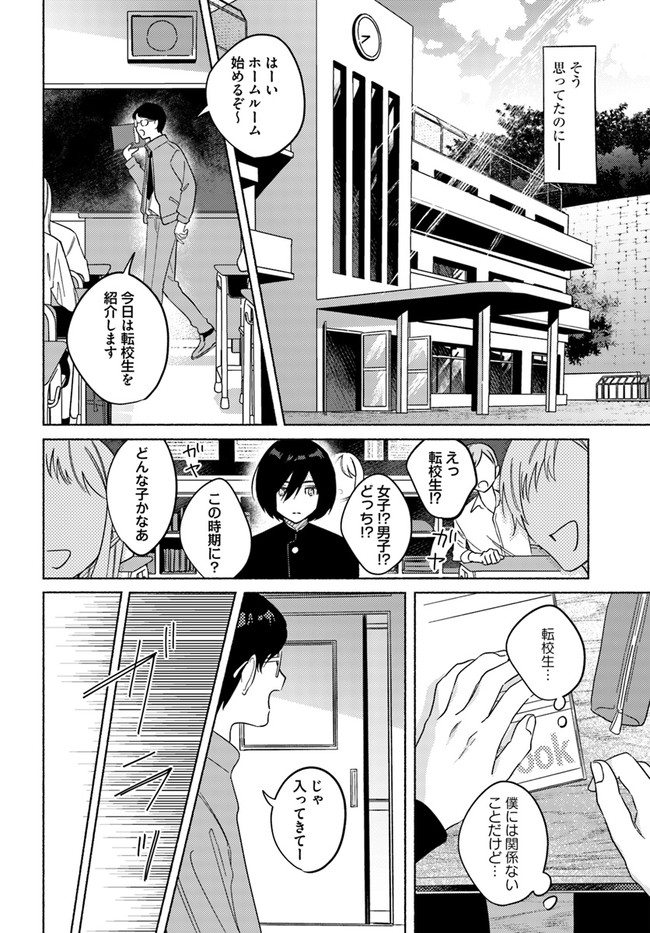 そう
思ってたのに――
はーい
ホームルーム
始めるぞ～
今日は転校生を
紹介します
えっ
転校生!?
ガヤ
女子!?男子!?
どっち!?
この時期に？
ガヤ
どんな子かなあ
転校生…
ook
僕には関係ない
ことだけど…
じゃ
入ってきてー